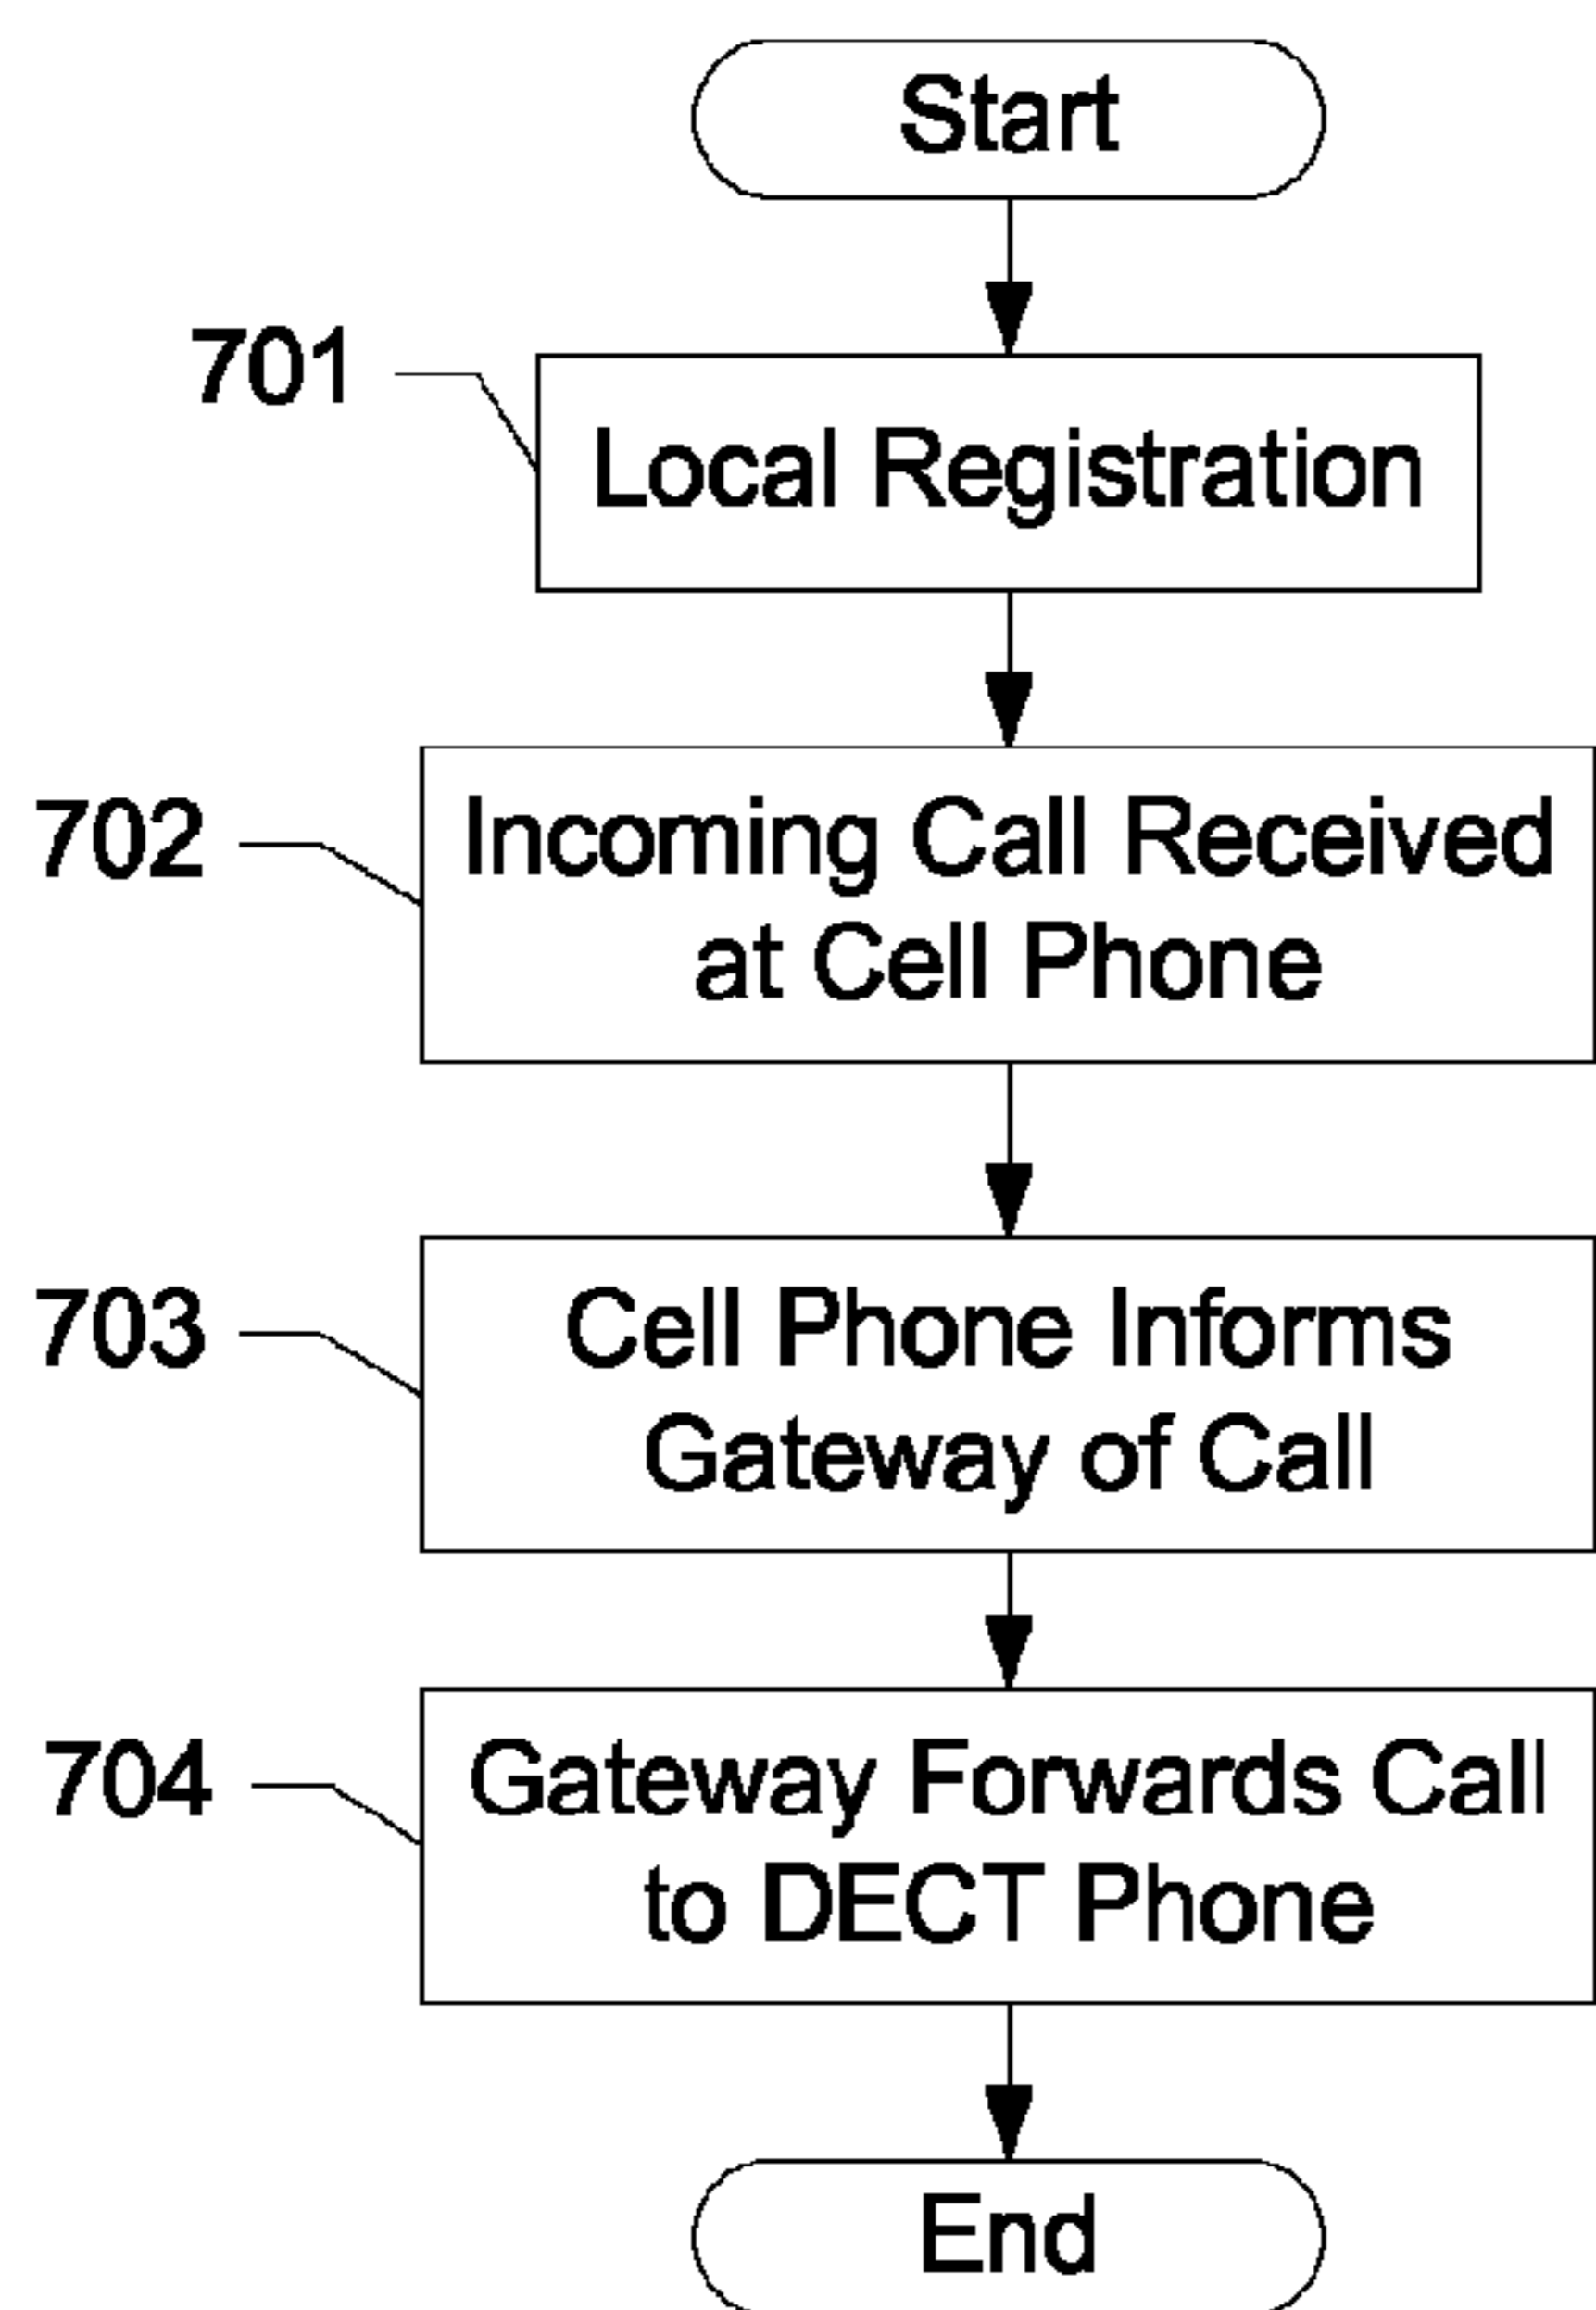 Start
701
Local Registration
702
Incoming Call Received
at Cell Phone
703
Cell Phone Informs
Gateway of Call
704
Gateway Forwards Call
to DECT Phone
End